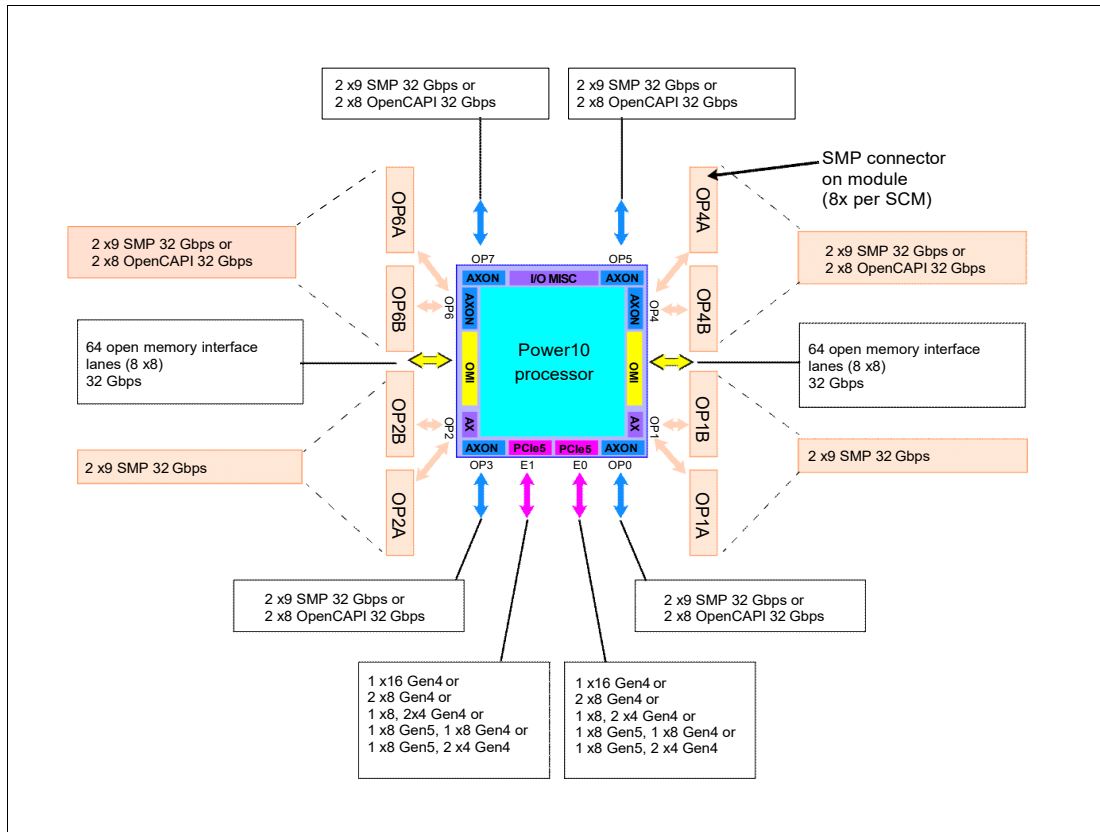 2 x9 SMP 32 Gbps or
2 x8 OpenCAPI 32 Gbps
2 x9 SMP 32 Gbps or
2 x8 OpenCAPI 32 Gbps
SMP connector
on module
(8x per SCM)
OP6A
OP4A
2 x9 SMP 32 Gbps or
2 x8 OpenCAPI 32 Gbps
2 x9 SMP 32 Gbps or
2 x8 OpenCAPI 32 Gbps
OP7
OP5
AXON
I/O MISC
AXON
OP6B
OP6
AXON
AXON
OP4
OP4B
64 open memory interface
lanes (8 x8)
32 Gbps
OMI
Power10
processor
OMI
64 open memory interface
lanes (8 x8)
32 Gbps
OP2B
OP2
AX
AX
OP1
OP1B
2 x9 SMP 32 Gbps
2 x9 SMP 32 Gbps
AXON
PCIe5
PCIe5
AXON
OP3
E1
E0
OP0
OP2A
OP1A
2 x9 SMP 32 Gbps or
2 x8 OpenCAPI 32 Gbps
2 x9 SMP 32 Gbps or
2 x8 OpenCAPI 32 Gbps
1 x16 Gen4 or
2 x8 Gen4 or
1 x8, 2x4 Gen4 or
1 x8 Gen5, 1 x8 Gen4 or
1 x8 Gen5, 2 x4 Gen4
1 x16 Gen4 or
2 x8 Gen4 or
1 x8, 2 x4 Gen4 or
1 x8 Gen5, 1 x8 Gen4 or
1 x8 Gen5, 2 x4 Gen4